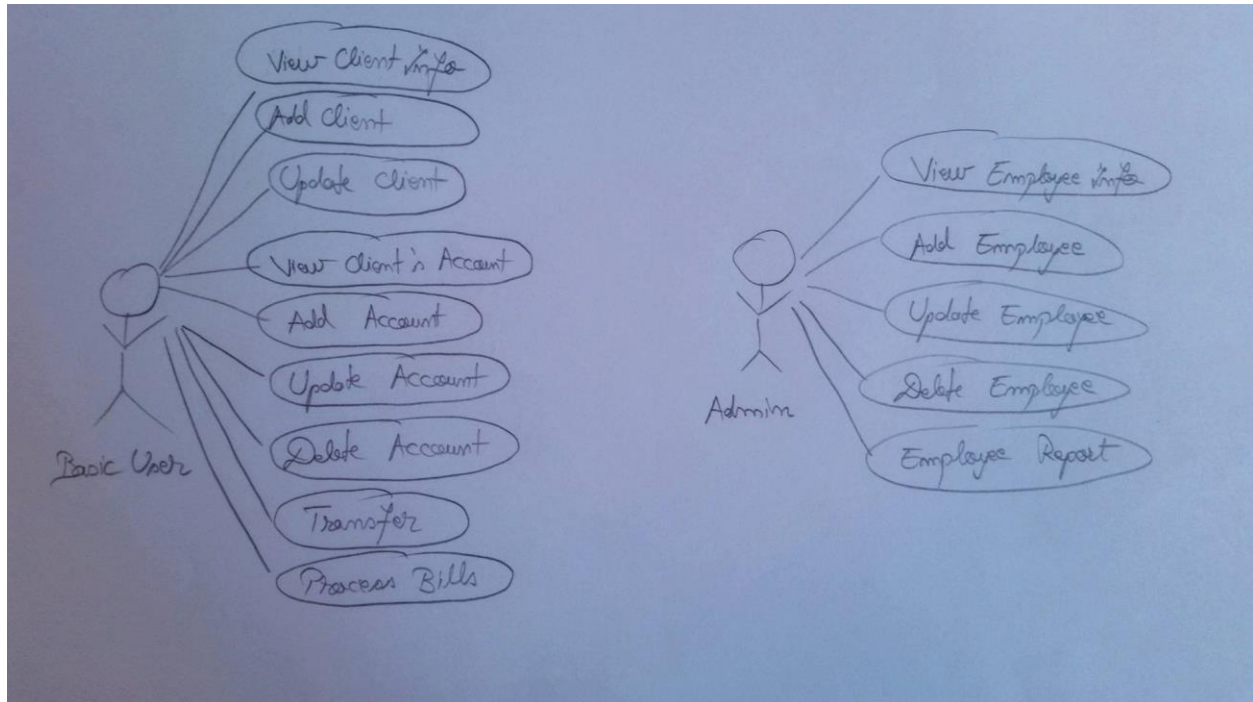 View Client Info
Add Client
Update Client
View Client's Account
Add Account
Update Account
Delete Account
Transfer
Process Bills
Basic User
View Employee Info
Add Employee
Update Employee
Delete Employee
Employee Report
Admin